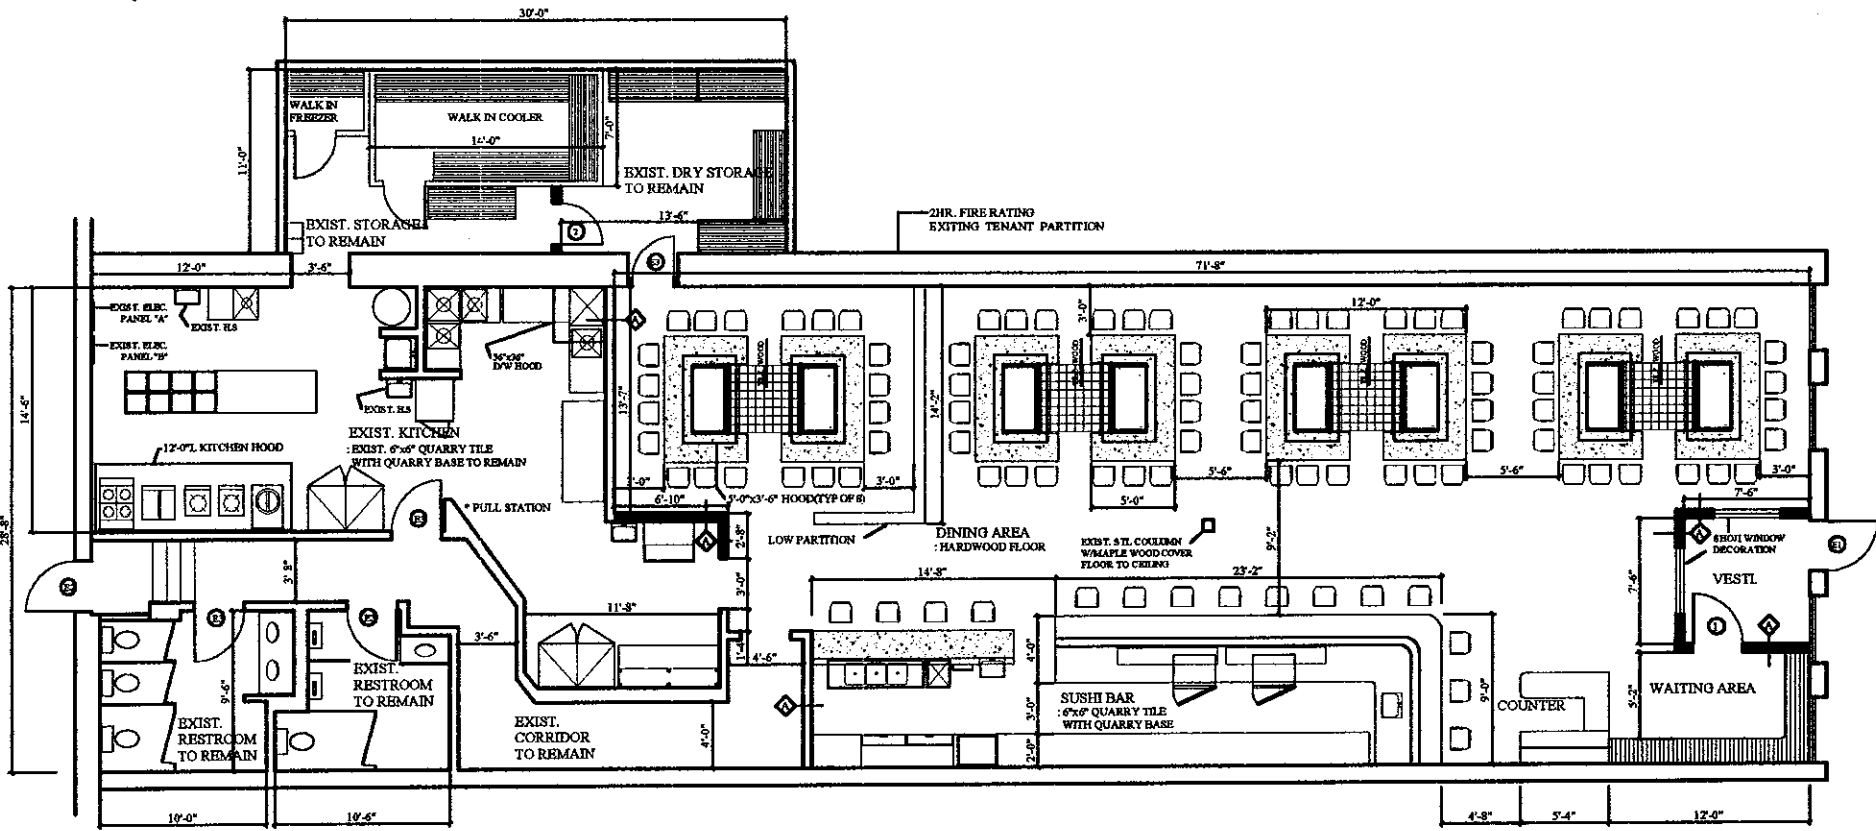 30'-0"
WALK IN
FREEZER
WALK IN COOLER
14'-0"
7'-0"
11'-0"
EXIST. DRY STORAGE
TO REMAIN
EXIST. STORAGE
TO REMAIN
13'-6"
2
2HR. FIRE RATING
EXITING TENANT PARTITION
12'-0"
3'-6"
E3
71'-8"
EXIST. ELEC.
PANEL "A"
EXIST. H.S
EXIST. ELEC.
PANEL "B"
36"x36"
D/W HOOD
A
3'-0"
12'-0"
14'-6"
28'-8"
13'-7"
14'-2"
EXIST. H.S
EXIST. KITCHEN
: EXIST. 6"x6" QUARRY TILE
WITH QUARRY BASE TO REMAIN
12'-0"L KITCHEN HOOD
* PULL STATION
3'-0"
5'-6"
5'-6"
3'-0"
6'-10"
5'-0"x3'-6" HOOD(TYP OF 8)
5'-0"
7'-6"
LOW PARTITION
DINING AREA
: HARDWOOD FLOOR
EXIST. STL COULUMN
W/MAPLE WOOD COVER
FLOOR TO CEILING
9'-2"
A
2'-8"
A
SHOJI WINDOW
DECORATION
E1
VESTI.
7'-6"
1
A
3'8"
3'-0"
14'-8"
23'-2"
11'-8"
3'-6"
1'-4"
4'-6"
4'-0"
9'-6"
EXIST.
RESTROOM
TO REMAIN
EXIST.
RESTROOM
TO REMAIN
EXIST.
CORRIDOR
TO REMAIN
4'-0"
A
3'-0"
2'-0"
SUSHI BAR
: 6"x6" QUARRY TILE
WITH QUARRY BASE
9'-0"
COUNTER
5'-2"
WAITING AREA
10'-0"
10'-6"
4'-8"
5'-4"
12'-0"